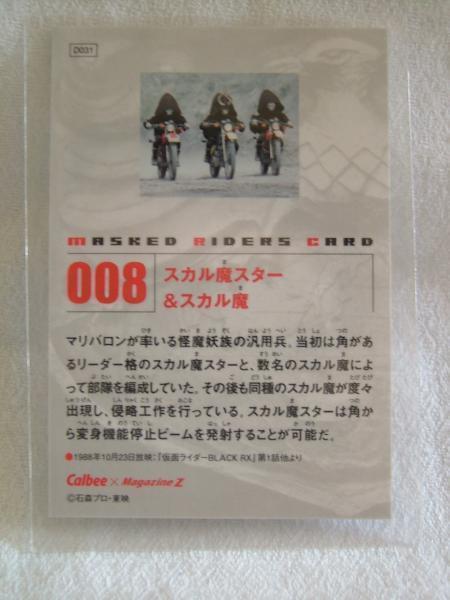 D031
MASKED RIDERS CARD
008
スカル魔スター
&スカル魔
マリバロンが率いる怪魔妖族の汎用兵。当初は角があ
るリーダー格のスカル魔スターと、数名のスカル魔によ
って部隊を編成していた。その後も同種のスカル魔が度々
出現し、侵略工作を行っている。スカル魔スターは角か
ら変身機能停止ビームを発射することが可能だ。
●1988年10月23日放映:『仮面ライダーBLACK RX』第1話他より
Calbee × Magazine Z
©石森プロ・東映